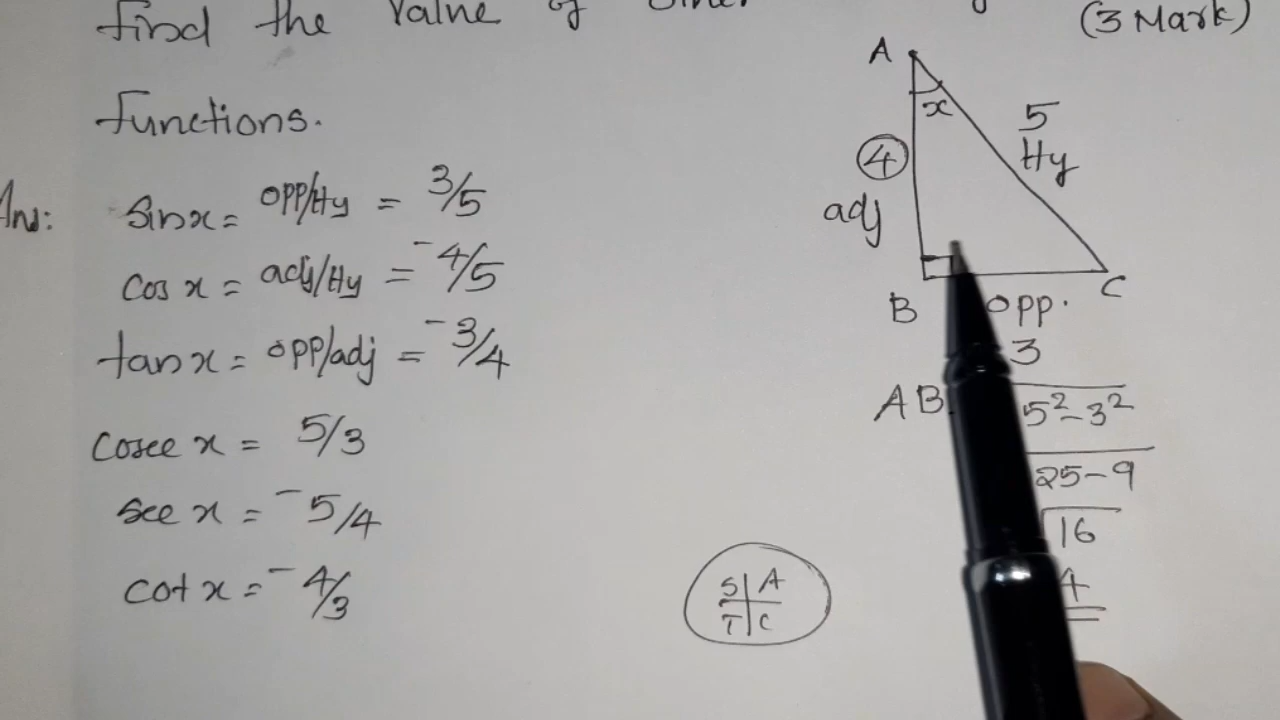 find the value of other
(3 Mark)
functions.
Ans:
sin x = opp/Hy = 3/5
cos x = adj/Hy = -4/5
tan x = opp/adj = -3/4
cosec x = 5/3
sec x = -5/4
cot x = -4/3
A
x
5
Hy
4
adj
B
opp.
C
3
AB
5²-3²
25-9
√16
4
S A
T C